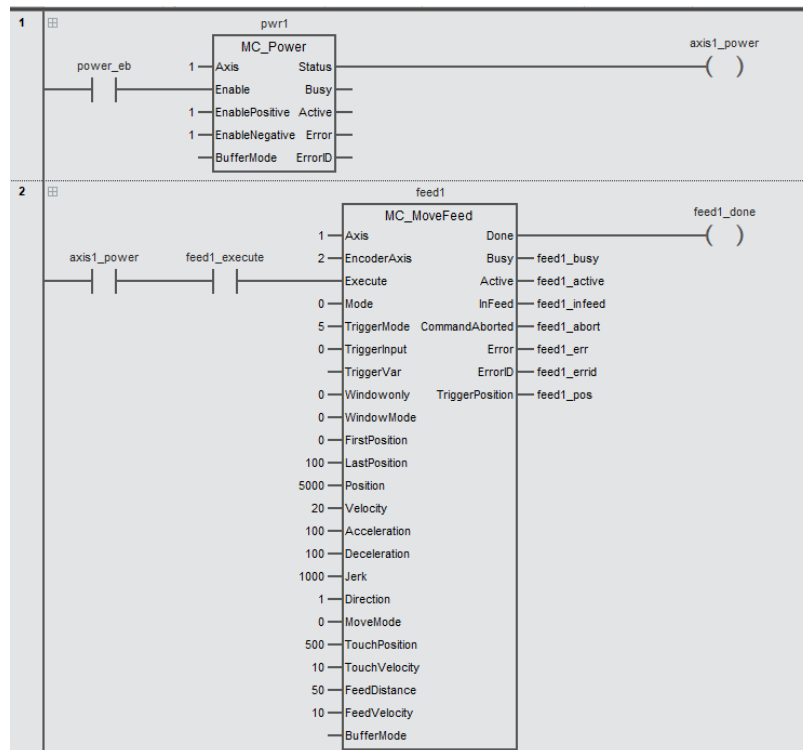 1
pwr1
MC_Power
axis1_power
power_eb
1 Axis Status
Enable Busy
1 EnablePositive Active
1 EnableNegative Error
BufferMode ErrorID
2
feed1
MC_MoveFeed
feed1_done
1 Axis Done
axis1_power feed1_execute 2 EncoderAxis Busy feed1_busy
Execute Active feed1_active
0 Mode InFeed feed1_infeed
5 TriggerMode CommandAborted feed1_abort
0 TriggerInput Error feed1_err
TriggerVar ErrorID feed1_errid
0 Windowonly TriggerPosition feed1_pos
0 WindowMode
0 FirstPosition
100 LastPosition
5000 Position
20 Velocity
100 Acceleration
100 Deceleration
1000 Jerk
1 Direction
0 MoveMode
500 TouchPosition
10 TouchVelocity
50 FeedDistance
10 FeedVelocity
BufferMode